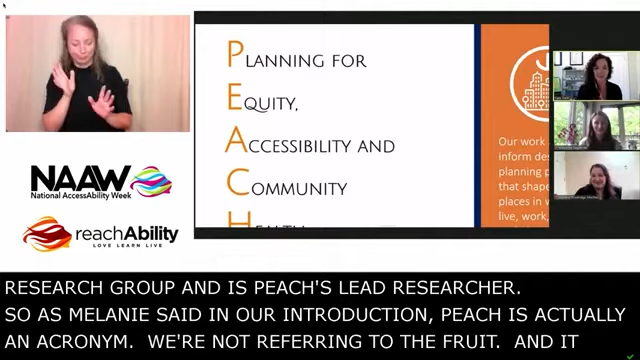 PLANNING FOR
EQUITY,
ACCESSIBILITY AND
COMMUNITY
HEALTH
Our work
inform des
planning p
that shape
places in w
live, work,
NAAW
National AccessAbility Week
reachAbility
LOVE LEARN LIVE
RESEARCH GROUP AND IS PEACH'S LEAD RESEARCHER.
SO AS MELANIE SAID IN OUR INTRODUCTION, PEACH IS ACTUALLY
AN ACRONYM. WE'RE NOT REFERRING TO THE FRUIT. AND IT